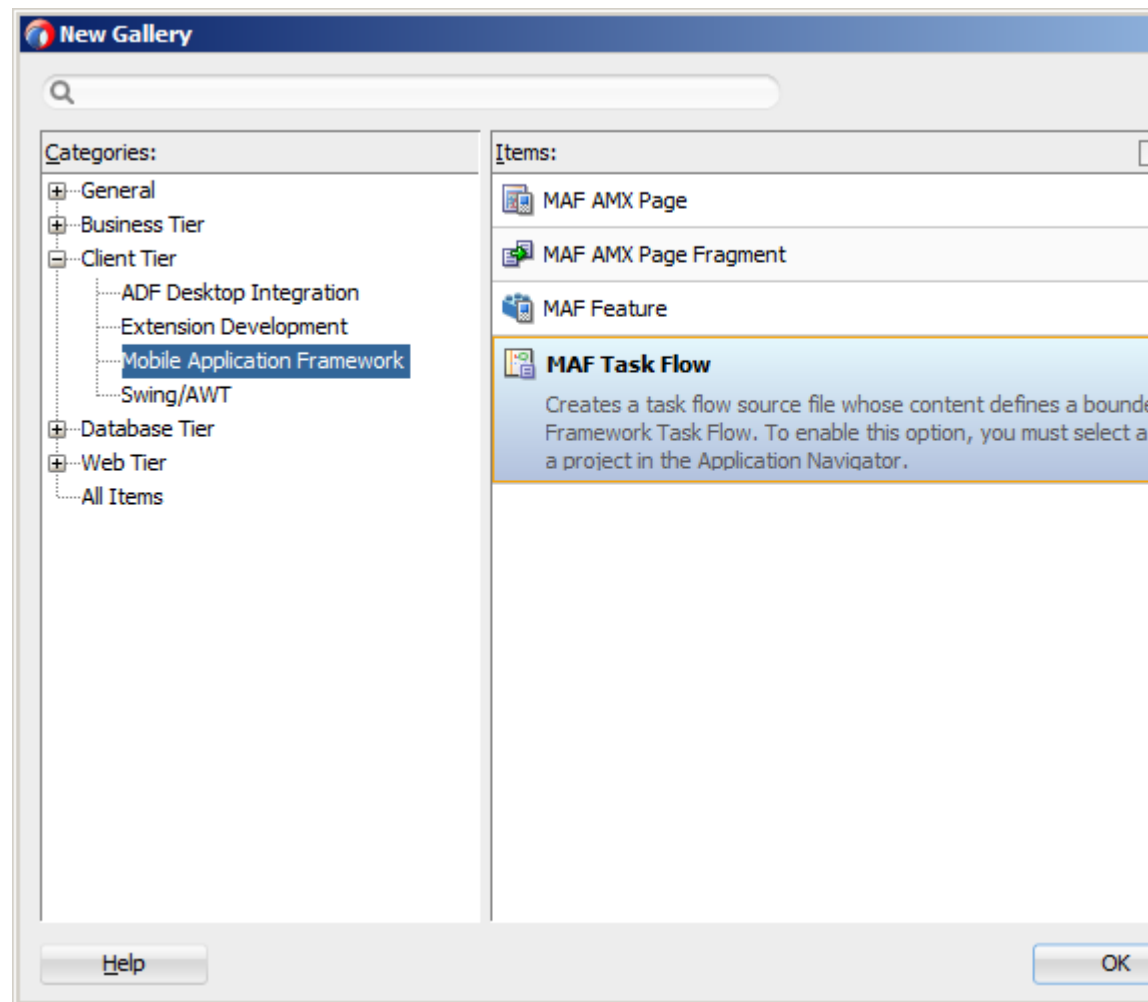 New Gallery
Categories:
General
Business Tier
Client Tier
ADF Desktop Integration
Extension Development
Mobile Application Framework
Swing/AWT
Database Tier
Web Tier
All Items
Items:
MAF AMX Page
MAF AMX Page Fragment
MAF Feature
MAF Task Flow
Creates a task flow source file whose content defines a
Framework Task Flow. To enable this option, you must select a
a project in the Application Navigator.
Help
OK